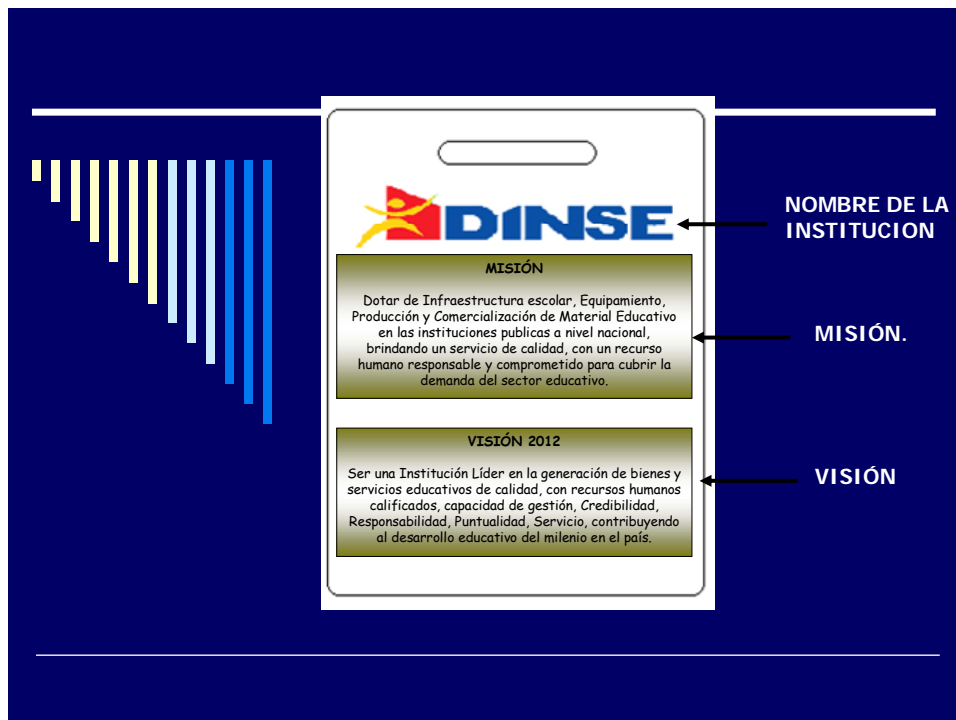 DINSE
NOMBRE DE LA
INSTITUCION
MISIÓN
Dotar de Infraestructura escolar, Equipamiento,
Producción y Comercialización de Material Educativo
en las instituciones publicas a nivel nacional,
brindando un servicio de calidad, con un recurso
humano responsable y comprometido para cubrir la
demanda del sector educativo.
MISIÓN.
VISIÓN 2012
Ser una Institución Líder en la generación de bienes y
servicios educativos de calidad, con recursos humanos
calificados, capacidad de gestión, Credibilidad,
Responsabilidad, Puntualidad, Servicio, contribuyendo
al desarrollo educativo del milenio en el país.
VISIÓN